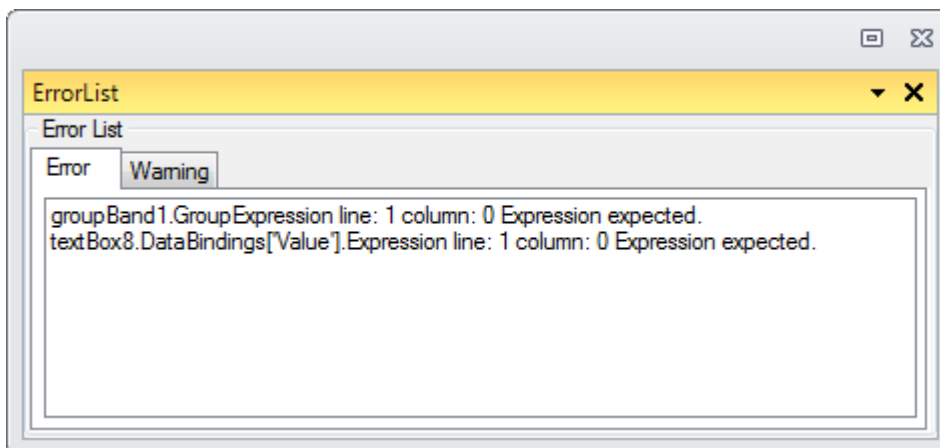 ErrorList
Error List
Error
Warning
groupBand1.GroupExpression line: 1 column: 0 Expression expected.
textBox8.DataBindings["Value"].Expression line: 1 column: 0 Expression expected.